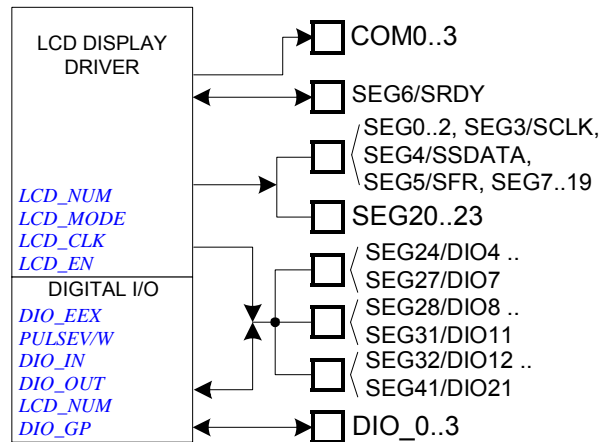 LCD DISPLAY
DRIVER
LCD_NUM
LCD_MODE
LCD_CLK
LCD_EN
DIGITAL I/O
DIO_EEX
PULSEV/W
DIO_IN
DIO_OUT
LCD_NUM
DIO_GP
COM0..3
SEG6/SRDY
SEG0..2, SEG3/SCLK,
SEG4/SSDATA,
SEG5/SFR, SEG7..19
SEG20..23
SEG24/DIO4 ..
SEG27/DIO7
SEG28/DIO8 ..
SEG31/DIO11
SEG32/DIO12 ..
SEG41/DIO21
DIO_0..3